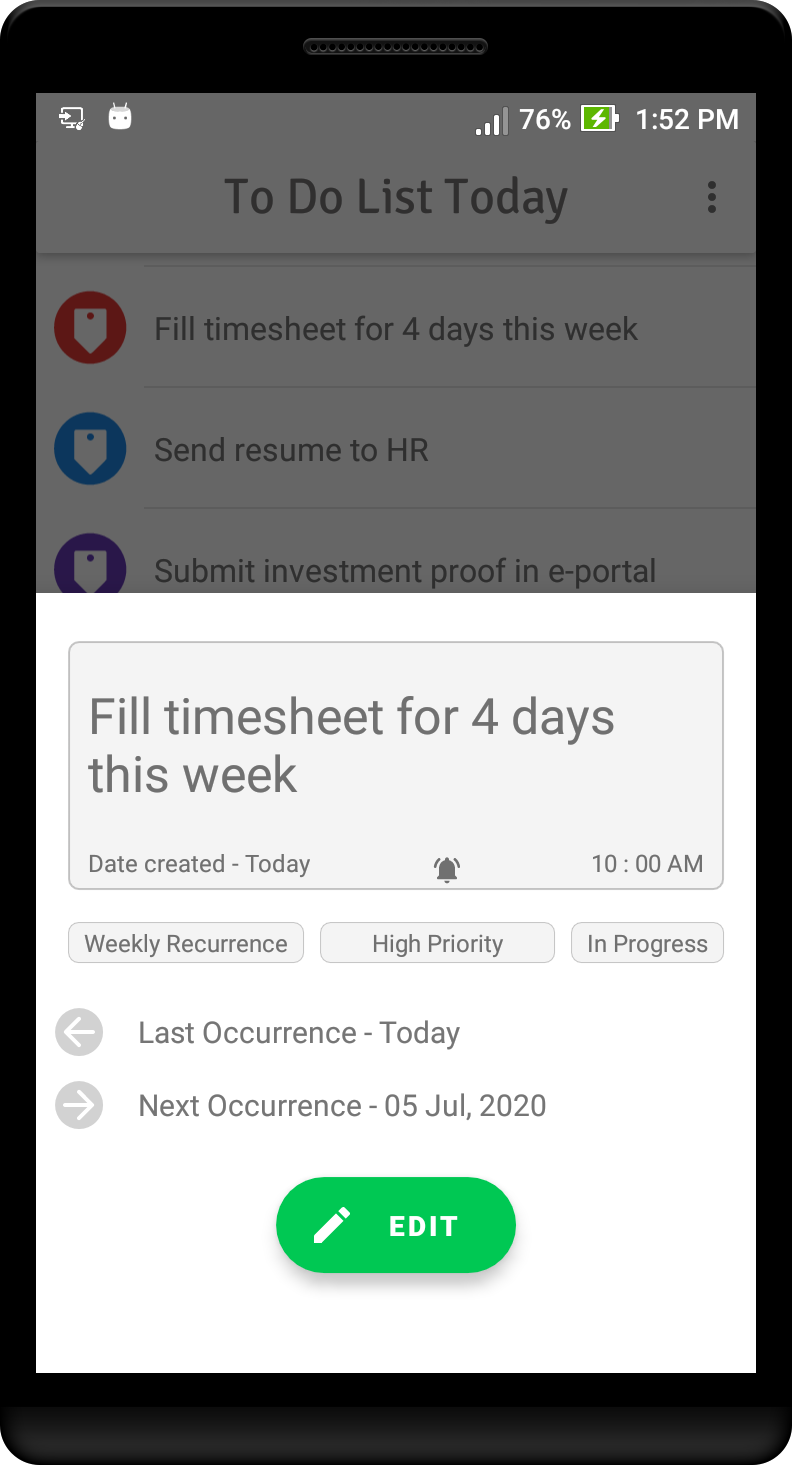 76% 1:52 PM
To Do List Today
Fill timesheet for 4 days this week
Send resume to HR
Submit investment proof in e-portal
Fill timesheet for 4 days
this week
Date created - Today 10 : 00 AM
Weekly Recurrence High Priority In Progress
Last Occurrence - Today
Next Occurrence - 05 Jul, 2020
EDIT